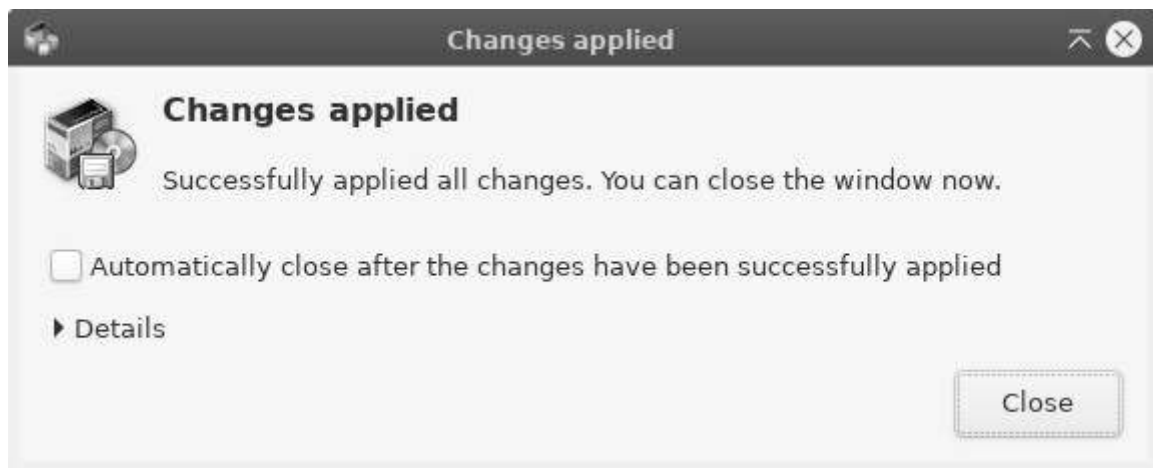 Changes applied
Changes applied
Successfully applied all changes. You can close the window now.
Automatically close after the changes have been successfully applied
Details
Close